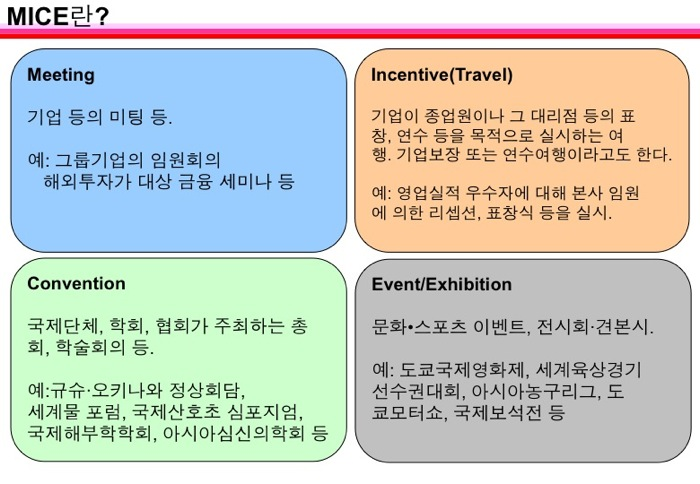 MICE란?
Meeting
기업 등의 미팅 등.
예: 그룹기업의 임원회의
해외투자가 대상 금융 세미나 등
Incentive(Travel)
기업이 종업원이나 그 대리점 등의 표
창, 연수 등을 목적으로 실시하는 여
행. 기업보장 또는 연수여행이라고도 한다.
예: 영업실적 우수자에 대해 본사 임원
에 의한 리셉션, 표창식 등을 실시.
Convention
국제단체, 학회, 협회가 주최하는 총
회, 학술회의 등.
예:규슈·오키나와 정상회담,
세계물 포럼, 국제산호초 심포지엄,
국제해부학학회, 아시아심신의학회 등
Event/Exhibition
문화•스포츠 이벤트, 전시회·견본시.
예: 도쿄국제영화제, 세계육상경기
선수권대회, 아시아농구리그, 도
쿄모터쇼, 국제보석전 등